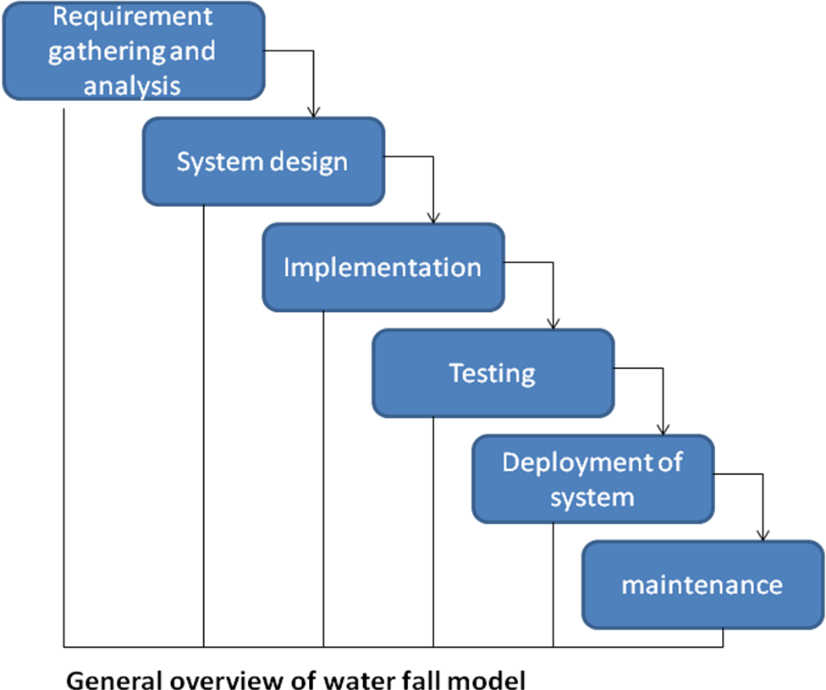 Requirement
gathering and
analysis
System design
Implementation
Testing
Deployment of
system
maintenance
General overview of water fall model